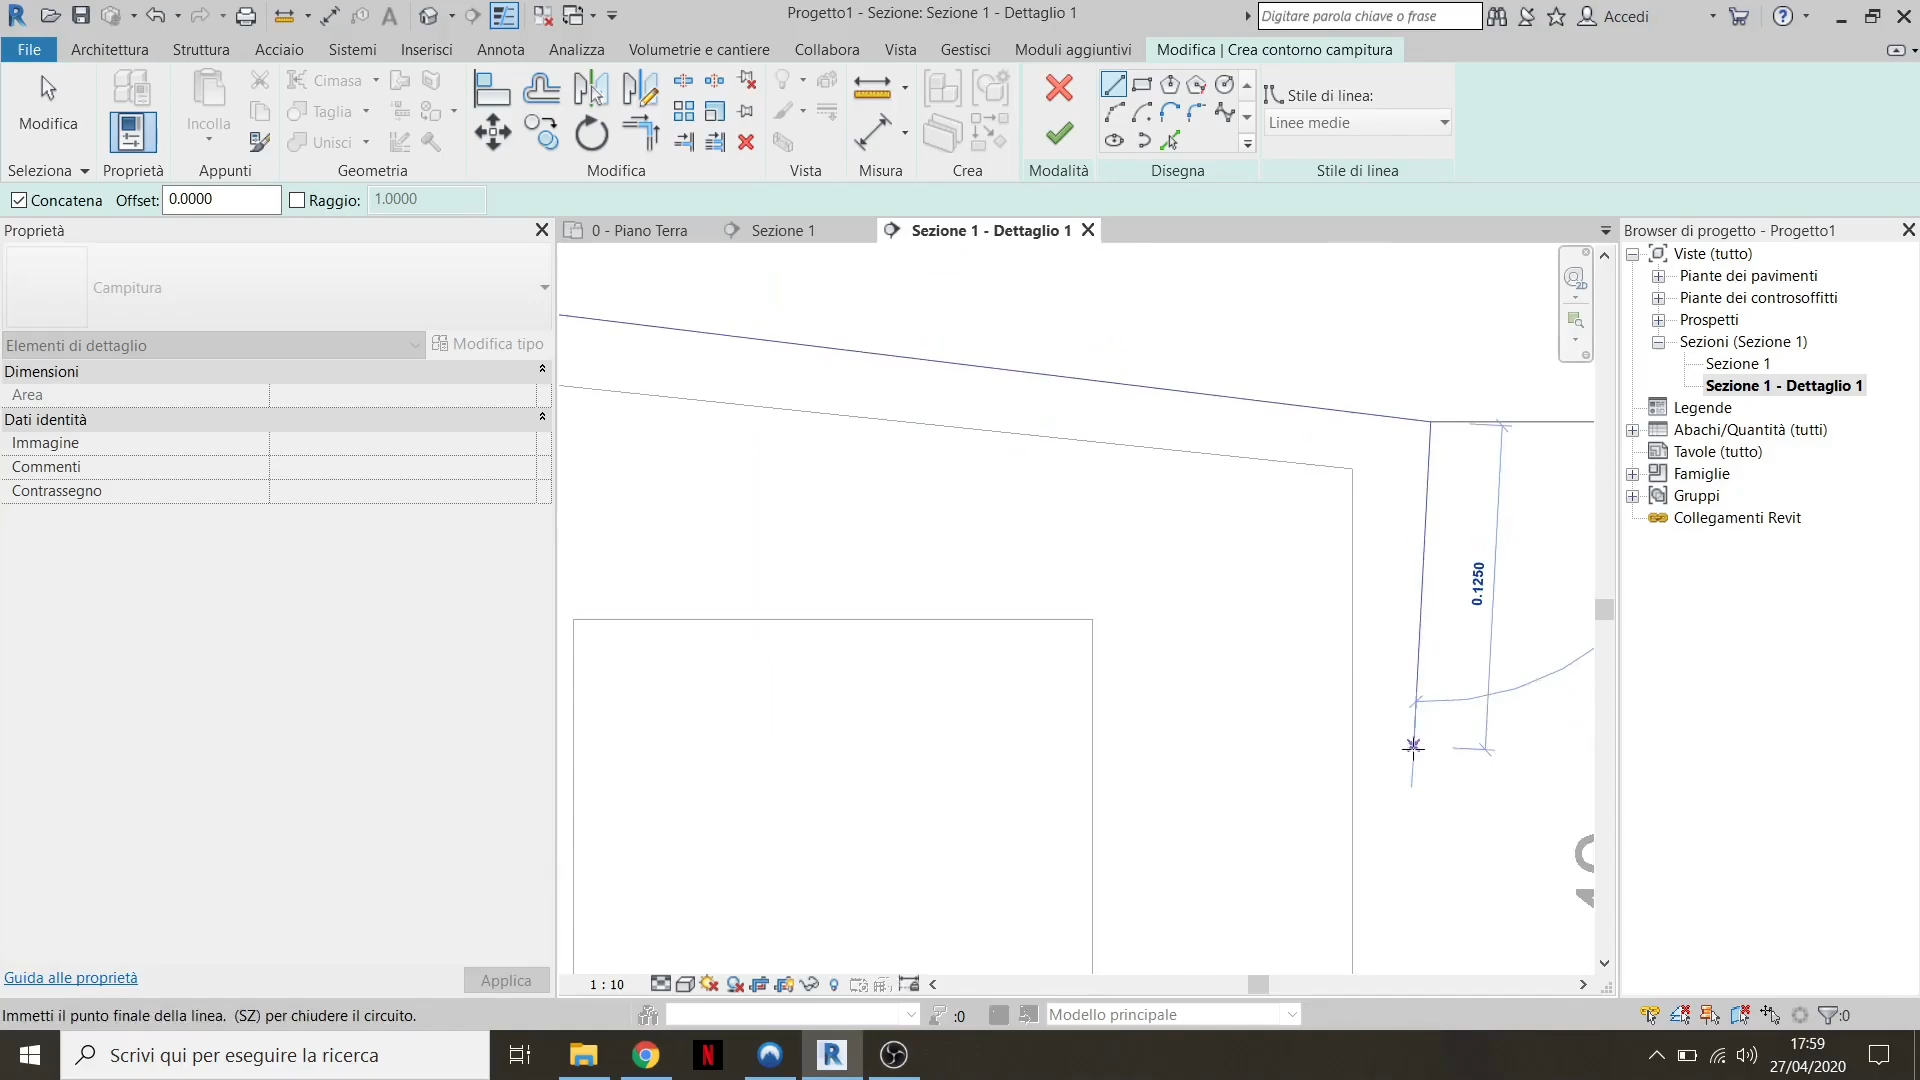 Progetto1 - Sezione: Sezione 1 - Dettaglio 1
Digitare parola chiave o frase
Accedi
File
Architettura
Struttura
Acciaio
Sistemi
Inserisci
Annota
Analizza
Volumetrie e cantiere
Collabora
Vista
Gestisci
Moduli aggiuntivi
Modifica | Crea contorno campitura
Modifica
Incolla
Cimasa
Taglia
Unisci
Stile di linea:
Linee medie
Seleziona
Proprietà
Appunti
Geometria
Modifica
Vista
Misura
Crea
Modalità
Disegna
Stile di linea
Concatena
Offset:
0.0000
Raggio:
1.0000
Proprietà
0 - Piano Terra
Sezione 1
Sezione 1 - Dettaglio 1
Browser di progetto - Progetto1
Campitura
Elementi di dettaglio
Modifica tipo
Dimensioni
Area
Dati identità
Immagine
Commenti
Contrassegno
Guida alle proprietà
Applica
2D
0.1250
Viste (tutto)
Piante dei pavimenti
Piante dei controsoffitti
Prospetti
Sezioni (Sezione 1)
Sezione 1
Sezione 1 - Dettaglio 1
Legende
Abachi/Quantità (tutti)
Tavole (tutto)
Famiglie
Gruppi
Collegamenti Revit
1 : 10
Immetti il punto finale della linea.  (SZ) per chiudere il circuito.
:0
Modello principale
:0
Scrivi qui per eseguire la ricerca
17:59
27/04/2020